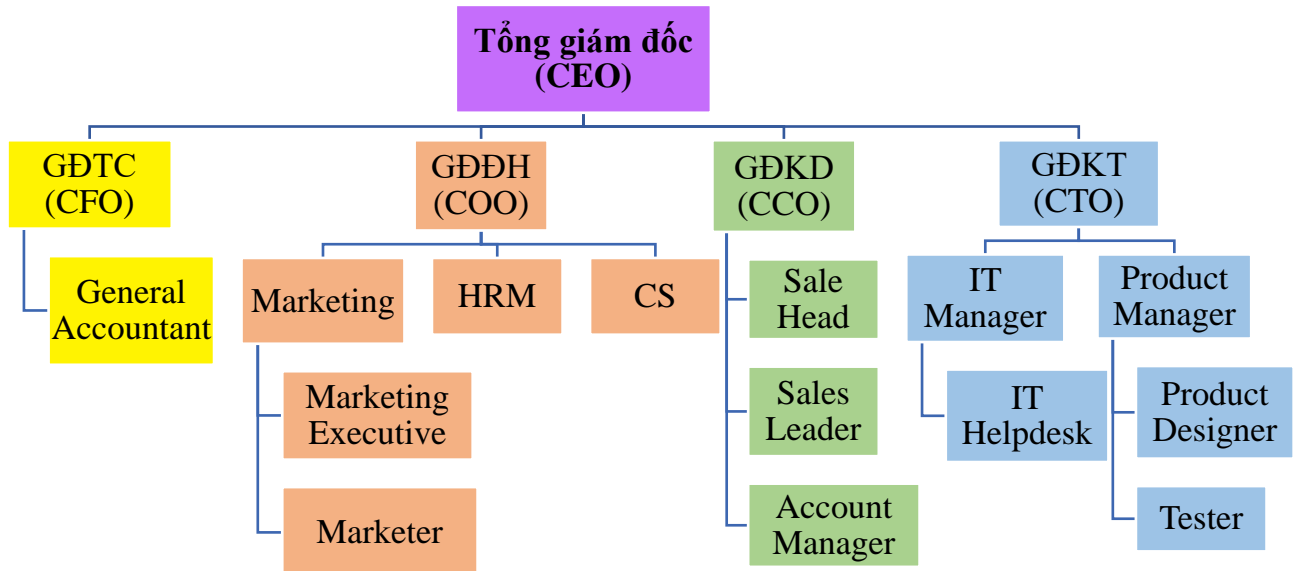 Tổng giám đốc
(CEO)
GĐTC
(CFO)
GĐĐH
(COO)
GĐKD
(CCO)
GĐKT
(CTO)
General
Accountant
Marketing
HRM
CS
Sale
Head
IT
Manager
Product
Manager
Marketing
Executive
Sales
Leader
IT
Helpdesk
Product
Designer
Marketer
Account
Manager
Tester